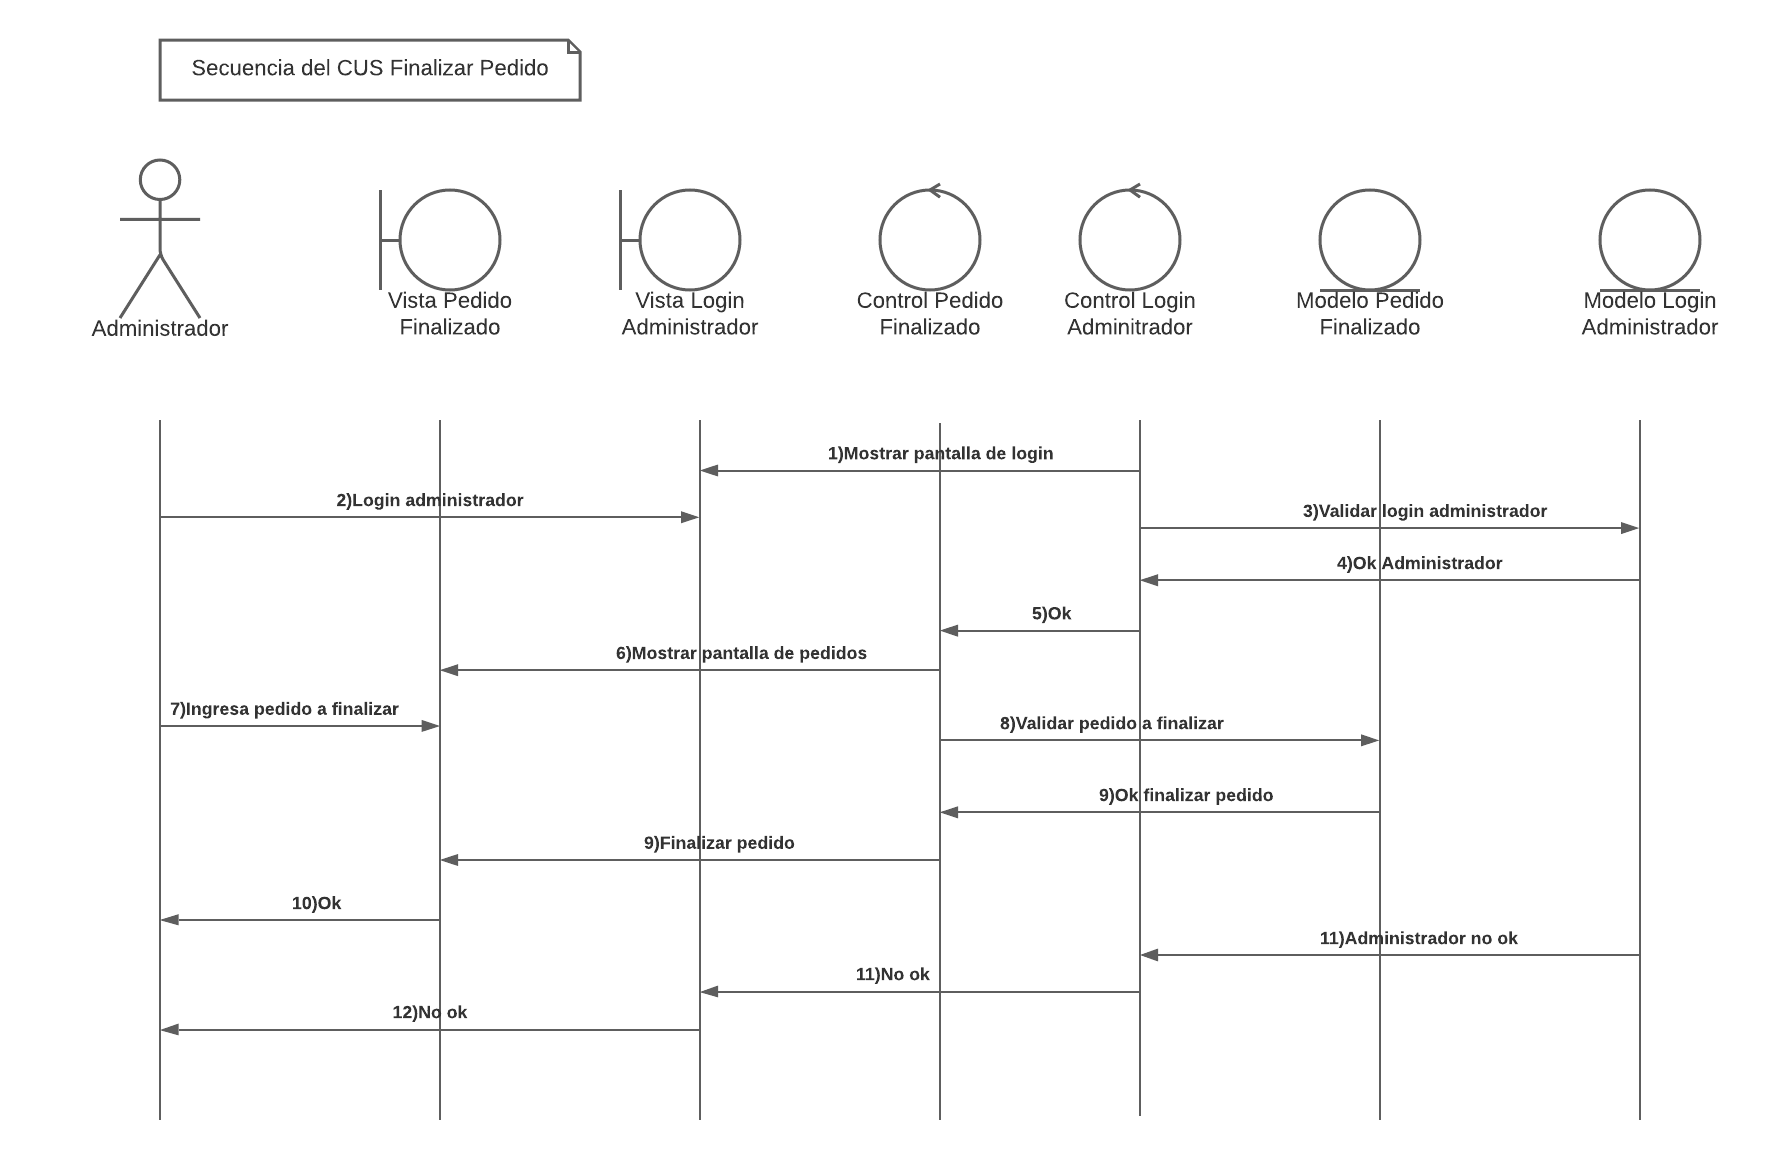 Secuencia del CUS Finalizar Pedido
Administrador
Vista Pedido
Finalizado
Vista Login
Administrador
Control Pedido
Finalizado
Control Login
Adminitrador
Modelo Pedido
Finalizado
Modelo Login
Administrador
1)Mostrar pantalla de login
2)Login administrador
3)Validar login administrador
4)Ok Administrador
5)Ok
6)Mostrar pantalla de pedidos
7)Ingresa pedido a finalizar
8)Validar pedido a finalizar
9)Ok finalizar pedido
9)Finalizar pedido
10)Ok
11)Administrador no ok
11)No ok
12)No ok